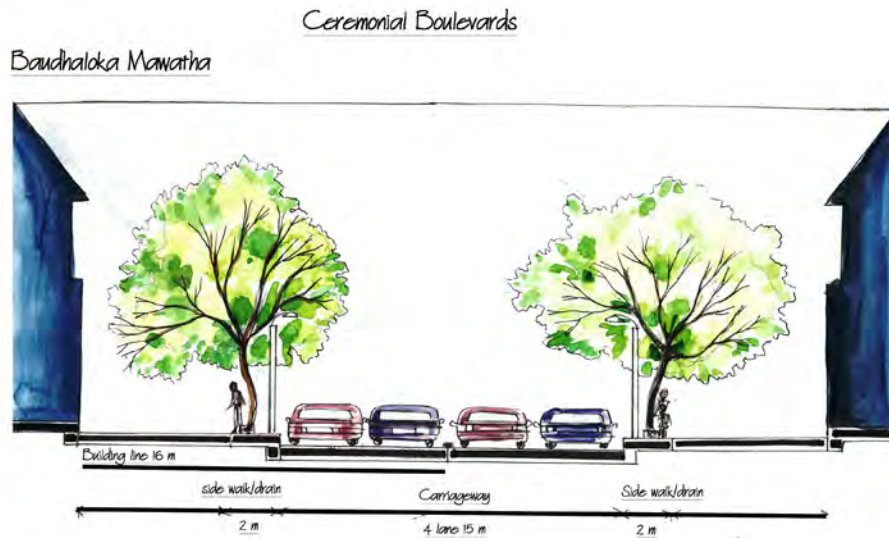 Ceremonial Boulevards
Baudhaloka Mawatha
Building line 16 m
side walk/drain
Carriageway
Side walk/drain
2 m
4 lane 15 m
2 m